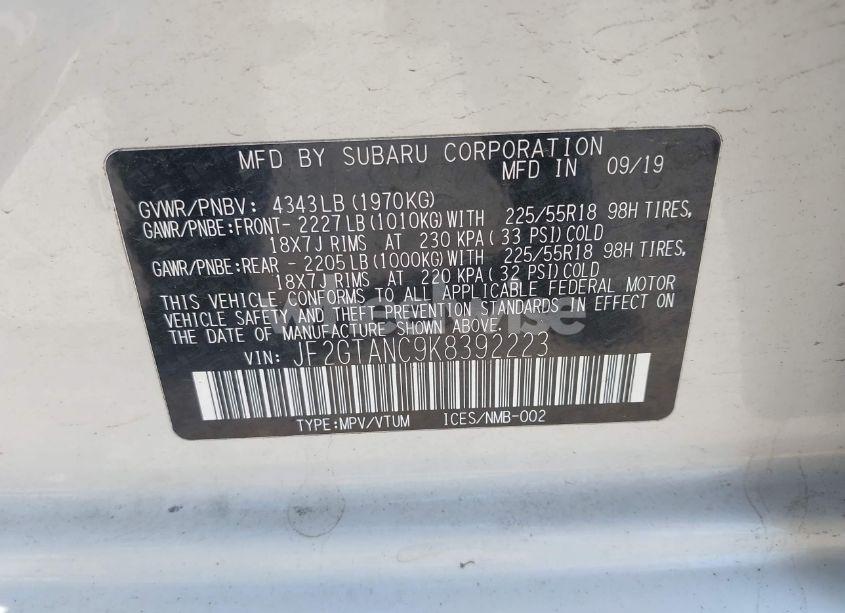 MFD BY SUBARU CORPORATION
MFD IN 09/19
GVWR/PNBV: 4343LB (1970KG)
GAWR/PNBE:FRONT- 2227LB (1010KG) WITH 225/55R18 98H TIRES,
18X7J RIMS AT 230 KPA( 33 PSI) COLD
GAWR/PNBE:REAR - 2205LB (1000KG) WITH 225/55R18 98H TIRES,
18X7J RIMS AT 220 KPA( 32 PSI) COLD
THIS VEHICLE CONFORMS TO ALL APPLICABLE FEDERAL MOTOR
VEHICLE SAFETY AND THEFT PREVENTION STANDARDS IN EFFECT ON
THE DATE OF MANUFACTURE SHOWN ABOVE.
VIN: JF2GTANC9K8392223
TYPE:MPV/VTUM ICES/NMB-002